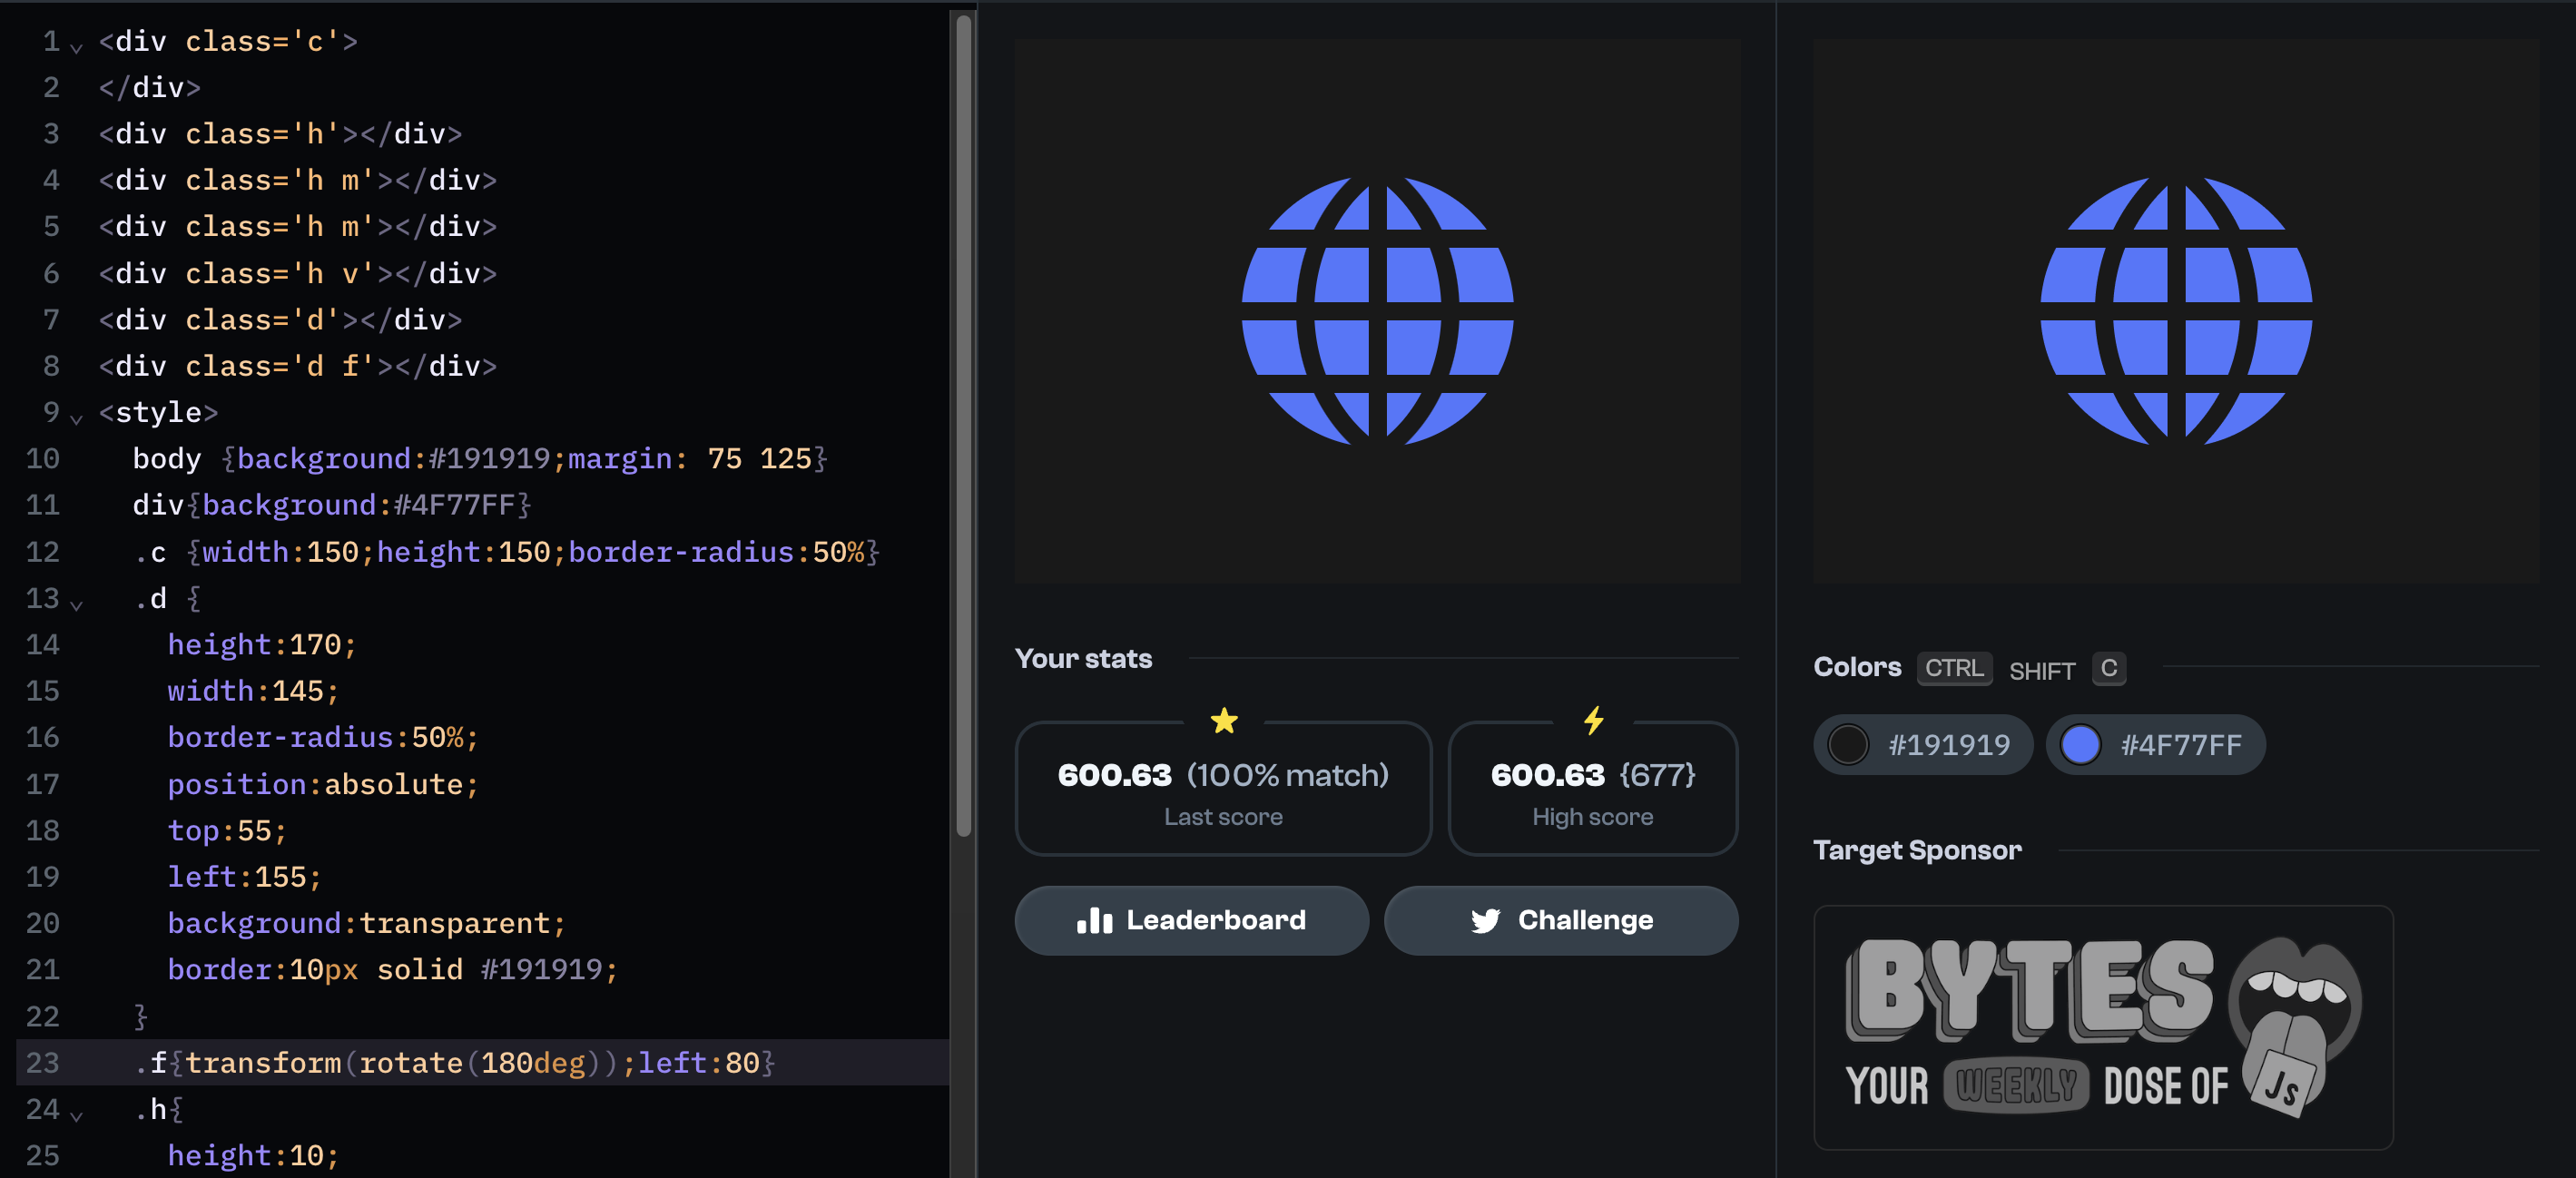 1 <div class='c'>
2 </div>
3 <div class='h'></div>
4 <div class='h m'></div>
5 <div class='h m'></div>
6 <div class='h v'></div>
7 <div class='d'></div>
8 <div class='d f'></div>
9 <style>
10 body {background:#191919;margin: 75 125}
11 div{background:#4F77FF}
12 .c {width:150;height:150;border-radius:50%}
13 .d {
14 height:170;
15 width:145;
16 border-radius:50%;
17 position:absolute;
18 top:55;
19 left:155;
20 background:transparent;
21 border:10px solid #191919;
22 }
23 .f{transform(rotate(180deg));left:80}
24 .h{
25 height:10;
Your stats
600.63 (100% match)
Last score
600.63 {677}
High score
Leaderboard
Challenge
Colors CTRL SHIFT C
#191919
#4F77FF
Target Sponsor
BYTES
YOUR WEEKLY DOSE OF
Js